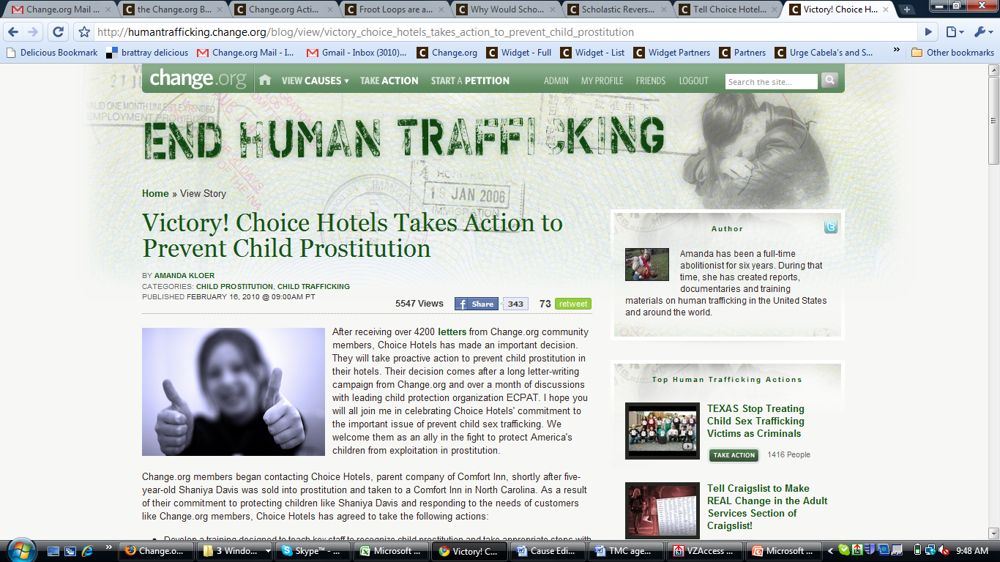 Change.org Mail ...
the Change.org B...
Change.org Acti...
Froot Loops are a...
Why Would Scho...
Scholastic Revers...
Tell Choice Hotel...
Victory! Choice H...
http://humantrafficking.change.org/blog/view/victory_choice_hotels_takes_action_to_prevent_child_prostitution
Delicious Bookmark
brattray delicious
Change.org Mail - I...
Gmail - Inbox (3010)...
Change.org
Widget - Full
Widget - List
Widget Partners
Partners
Urge Cabela's and S...
»
Other bookmarks
change.org
VIEW CAUSES
TAKE ACTION
START A PETITION
ADMIN
MY PROFILE
FRIENDS
LOGOUT
Search the site...
VALID ONE MONTH UNLESS EXTENDED
EMPLOYMENT PROHIBITED
END HUMAN TRAFFICKING
19 JAN 2006
IMMIGRATION
Home » View Story
Victory! Choice Hotels Takes Action to
Prevent Child Prostitution
BY AMANDA KLOER
CATEGORIES: CHILD PROSTITUTION, CHILD TRAFFICKING
PUBLISHED FEBRUARY 16, 2010 @ 09:00AM PT
5547 Views
f Share 343
73 retweet
After receiving over 4200 letters from Change.org community
members, Choice Hotels has made an important decision.
They will take proactive action to prevent child prostitution in
their hotels. Their decision comes after a long letter-writing
campaign from Change.org and over a month of discussions
with leading child protection organization ECPAT. I hope you
will all join me in celebrating Choice Hotels' commitment to
the important issue of prevent child sex trafficking. We
welcome them as an ally in the fight to protect America's
children from exploitation in prostitution.
Change.org members began contacting Choice Hotels, parent company of Comfort Inn, shortly after five-
year-old Shaniya Davis was sold into prostitution and taken to a Comfort Inn in North Carolina. As a result
of their commitment to protecting children like Shaniya Davis and responding to the needs of customers
like Change.org members, Choice Hotels has agreed to take the following actions:
Develop a training designed to teach key staff to recognize child prostitution and take appropriate steps with
Author
Amanda has been a full-time
abolitionist for six years. During that
time, she has created reports,
documentaries and training
materials on human trafficking in the United States
and around the world.
Top Human Trafficking Actions
TEXAS Stop Treating
Child Sex Trafficking
Victims as Criminals
TAKE ACTION 1416 People
Tell Craigslist to Make
REAL Change in the Adult
Services Section of
Craigslist!
»
Change.o...
3 Windo...
Skype™ - ...
Microsoft ...
Victory! C...
Cause Edi...
TMC age...
VZAccess ...
Microsoft ...
9:48 AM